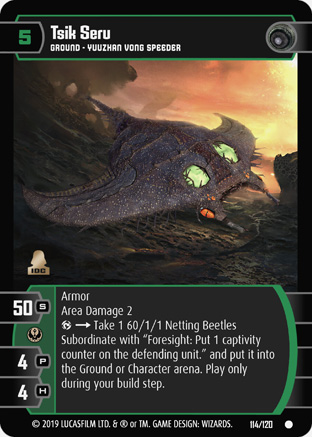 5
Tsik Seru
GROUND - YUUZHAN VONG SPEEDER
IDC
50 S
4 P
4 H
Armor
Area Damage 2
→ Take 1 60/1/1 Netting Beetles
Subordinate with “Foresight: Put 1 captivity
counter on the defending unit.” and put it into
the Ground or Character arena. Play only
during your build step.
© 2019 LUCASFILM LTD. & ® or TM. GAME DESIGN: WIZARDS.
114/120